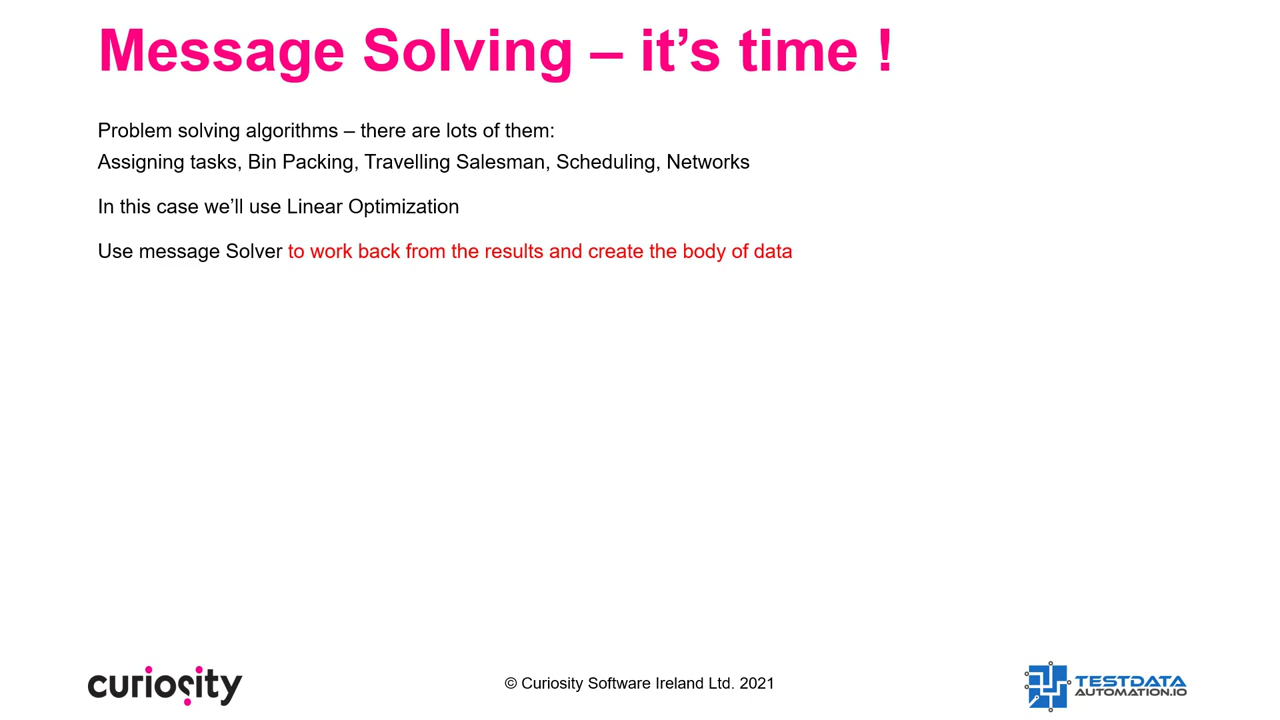 Message Solving – it’s time !
Problem solving algorithms – there are lots of them:
Assigning tasks, Bin Packing, Travelling Salesman, Scheduling, Networks
In this case we’ll use Linear Optimization
Use message Solver to work back from the results and create the body of data
curiosity
© Curiosity Software Ireland Ltd. 2021
TESTDATA
AUTOMATION.IO